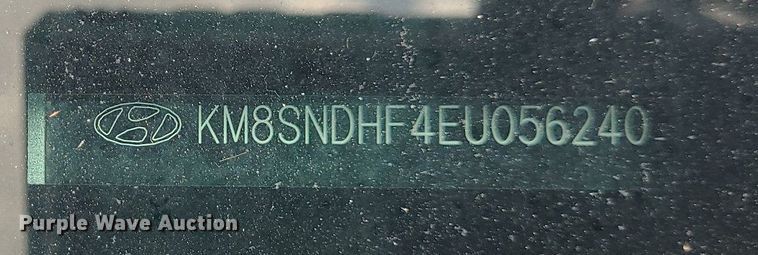 KM8SNDHF4EU056240
Purple Wave Auction